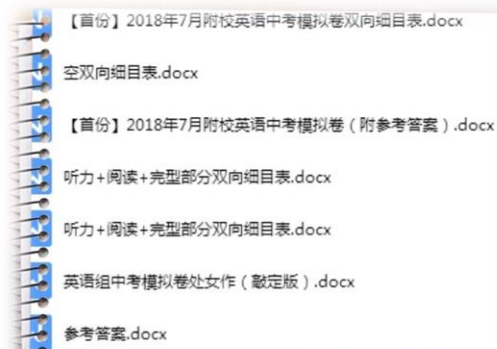 【首份】2018年7月附校英语中考模拟卷双向细目表.docx
空双向细目表.docx
【首份】2018年7月附校英语中考模拟卷（附参考答案）.docx
听力+阅读+完型部分双向细目表.docx
听力+阅读+完型部分双向细目表.docx
英语组中考模拟卷处女作（敲定版）.docx
参考答案.docx